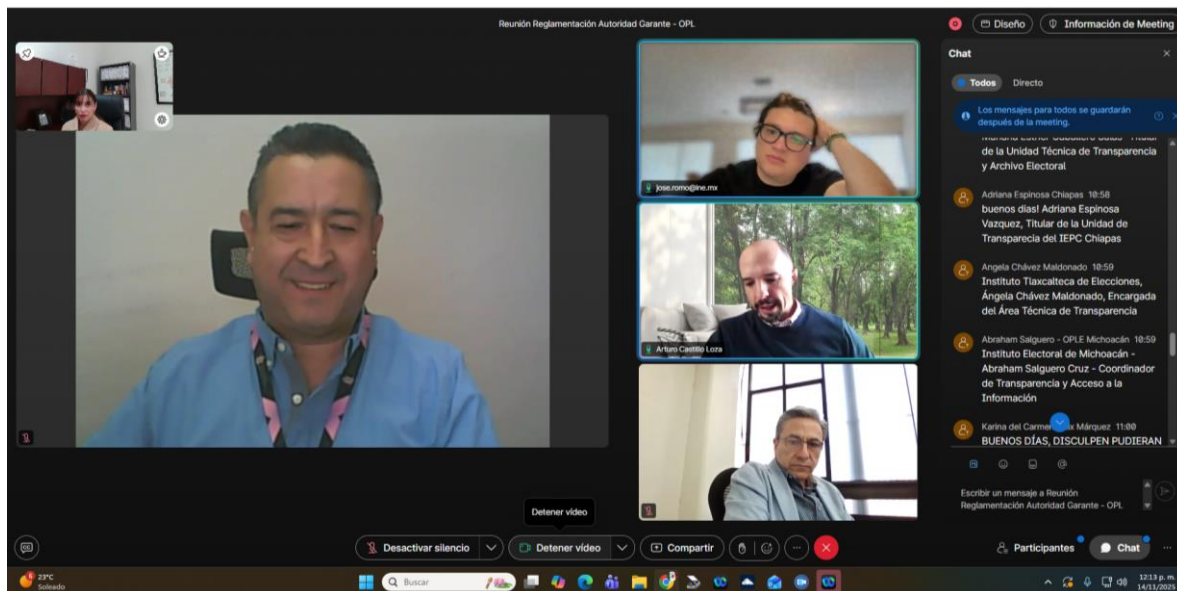 Reunión Reglamentación Autoridad Garante - OPL
Diseño
Información de Meeting
jose.romo@ine.mx
Arturo Castillo Loza
Chat
Todos
Directo
Los mensajes para todos se guardarán
después de la meeting.
de la Unidad Técnica de Transparencia
y Archivo Electoral
Adriana Espinosa Chiapas 10:58
buenos dias! Adriana Espinosa
Vazquez, Titular de la Unidad de
Transparecia del IEPC Chiapas
Angela Chávez Maldonado 10:59
Instituto Tlaxcalteca de Elecciones,
Ángela Chávez Maldonado, Encargada
del Área Técnica de Transparencia
Abraham Salguero - OPLE Michoacán 10:59
Instituto Electoral de Michoacán -
Abraham Salguero Cruz - Coordinador
de Transparencia y Acceso a la
Información
Karina del Carmen Márquez 11:00
BUENOS DÍAS, DISCULPEN PUDIERAN
Escribir un mensaje a Reunión
Reglamentación Autoridad Garante - OPL
Detener vídeo
Desactivar silencio
Detener vídeo
Compartir
Participantes
Chat
23°C
Soleado
Buscar
12:13 p. m.
14/11/2025